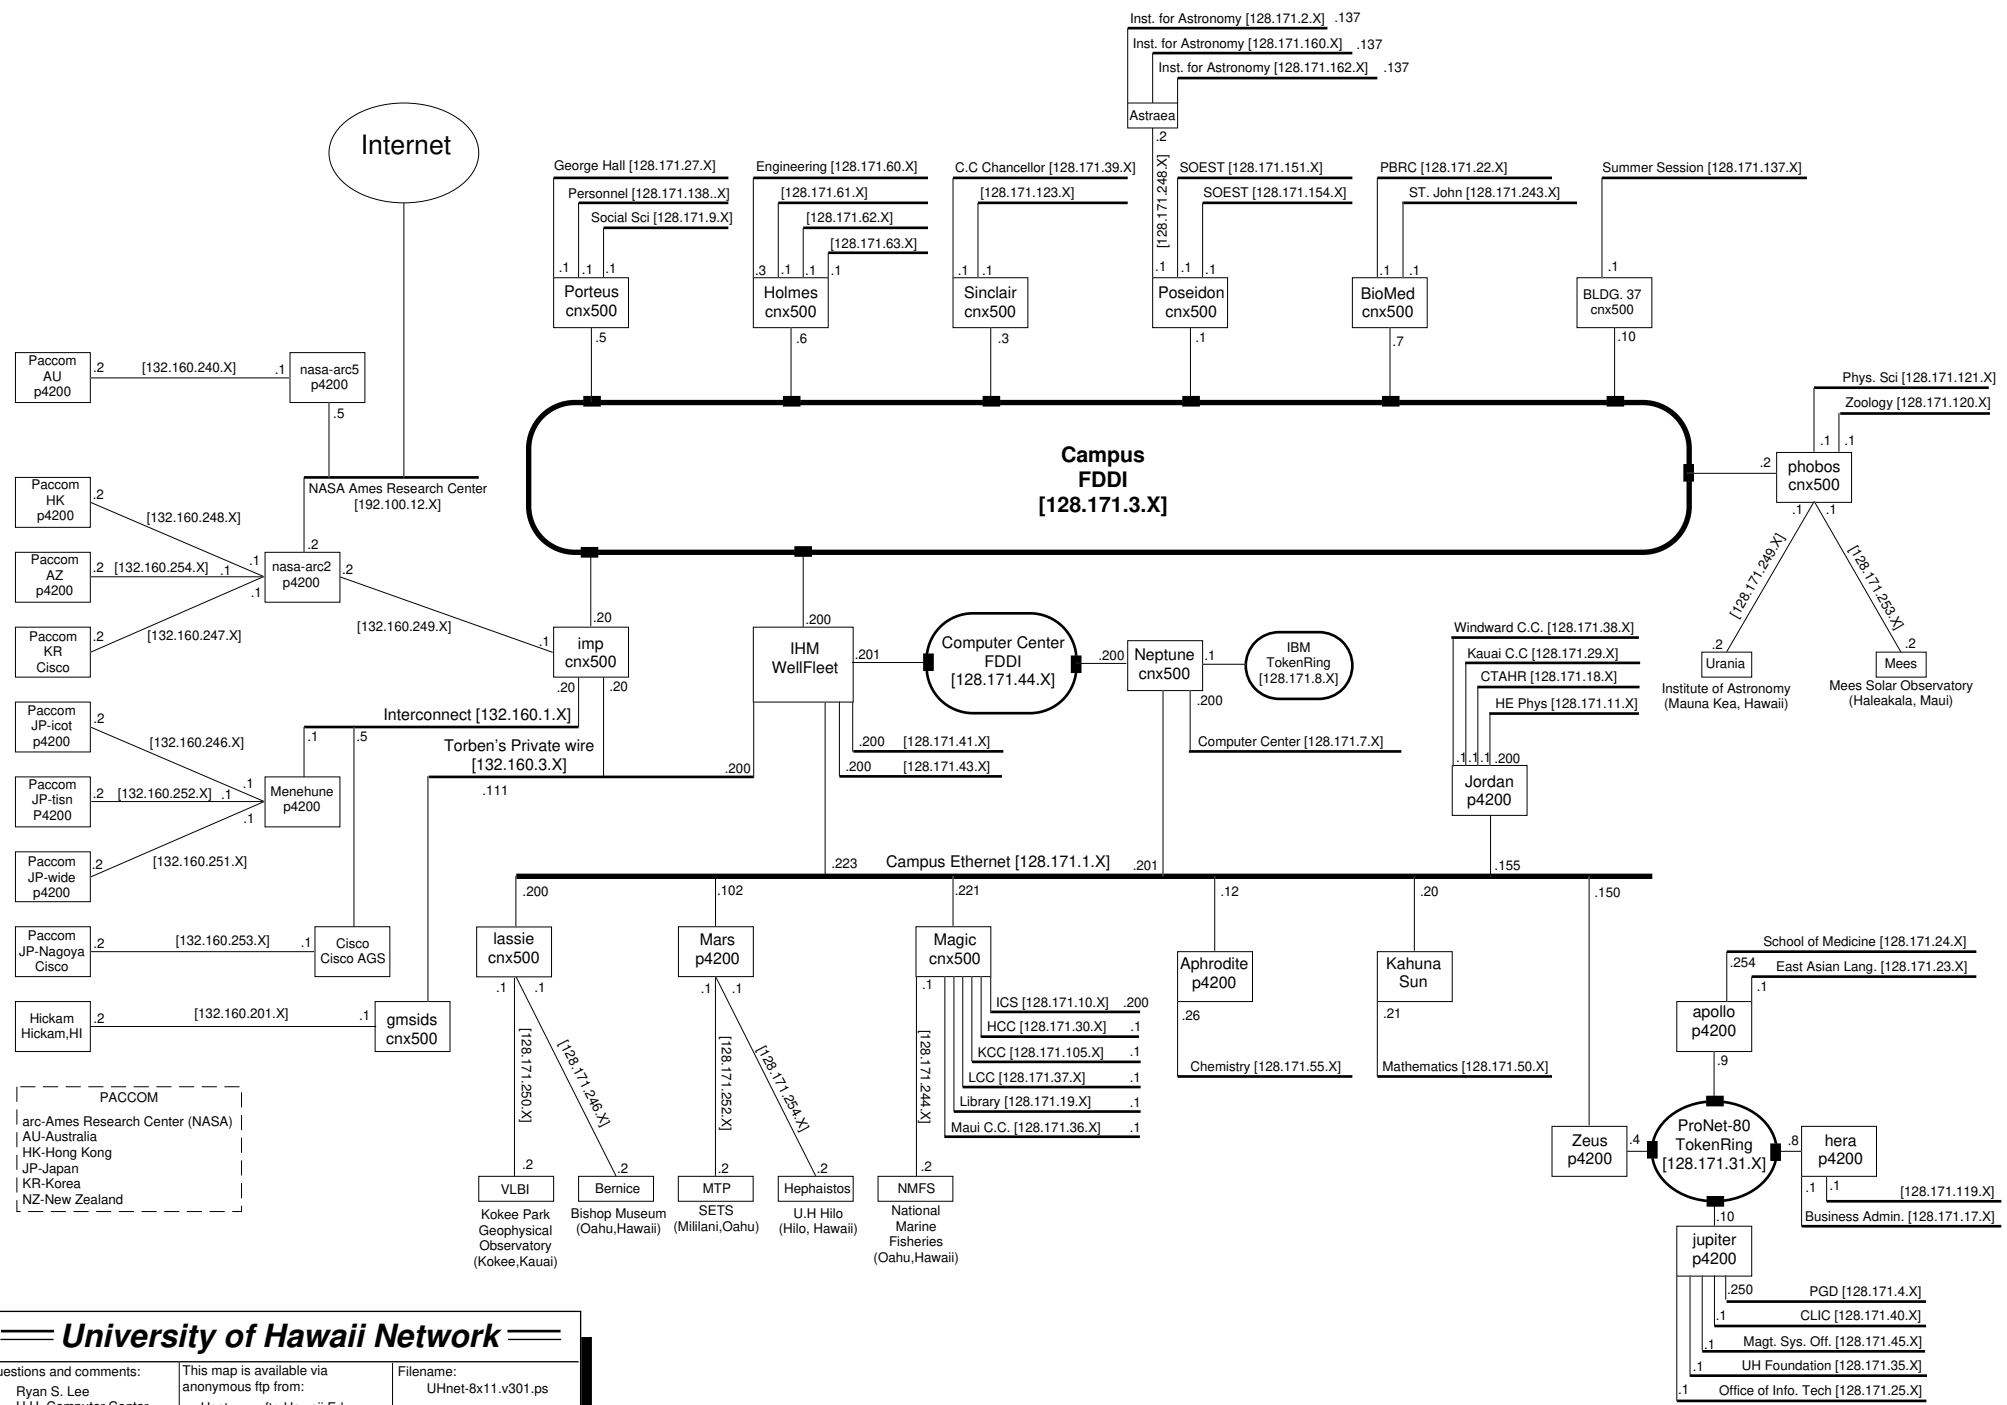 Inst. for Astronomy [128.171.2.X] .137
Inst. for Astronomy [128.171.160.X] .137
Inst. for Astronomy [128.171.162.X] .137
Astraea
.2
[128.171.248.X]
Internet
George Hall [128.171.27.X]
Personnel [128.171.138..X]
Social Sci [128.171.9.X]
.1 .1 .1
Porteus
cnx500
.5
Engineering [128.171.60.X]
[128.171.61.X]
[128.171.62.X]
[128.171.63.X]
.3 .1 .1 .1
Holmes
cnx500
.6
C.C Chancellor [128.171.39.X]
[128.171.123.X]
.1 .1
Sinclair
cnx500
.3
SOEST [128.171.151.X]
SOEST [128.171.154.X]
.1 .1 .1
Poseidon
cnx500
.1
PBRC [128.171.22.X]
ST. John [128.171.243.X]
.1 .1
BioMed
cnx500
.7
Summer Session [128.171.137.X]
.1
BLDG. 37
cnx500
.10
Campus
FDDI
[128.171.3.X]
Phys. Sci [128.171.121.X]
Zoology [128.171.120.X]
.1 .1
.2
phobos
cnx500
.1 .1
[128.171.249.X]
[128.171.253.X]
.2
Urania
Institute of Astronomy
(Mauna Kea, Hawaii)
.2
Mees
Mees Solar Observatory
(Haleakala, Maui)
Paccom
AU
p4200
.2 [132.160.240.X] .1
nasa-arc5
p4200
.5
NASA Ames Research Center
[192.100.12.X]
Paccom
HK
p4200
.2
[132.160.248.X]
.1
Paccom
AZ
p4200
.2 [132.160.254.X] .1
Paccom
KR
Cisco
.2
[132.160.247.X]
.1
.2
nasa-arc2
p4200
.2
[132.160.249.X]
.1
.20
imp
cnx500
.20 .20
Interconnect [132.160.1.X]
.1 .5
Torben's Private wire
[132.160.3.X]
.200
.111
Paccom
JP-icot
p4200
.2
[132.160.246.X]
.1
Paccom
JP-tisn
P4200
.2 [132.160.252.X] .1
Paccom
JP-wide
p4200
.2
[132.160.251.X]
.1
Menehune
p4200
Paccom
JP-Nagoya
Cisco
.2 [132.160.253.X] .1
Cisco
Cisco AGS
Hickam
Hickam,HI
.2 [132.160.201.X] .1
gmsids
cnx500
.200
IHM
WellFleet
.201
Computer Center
FDDI
[128.171.44.X]
.200
Neptune
cnx500
.1
IBM
TokenRing
[128.171.8.X]
.200
Computer Center [128.171.7.X]
.200 [128.171.41.X]
.200 [128.171.43.X]
Windward C.C. [128.171.38.X]
Kauai C.C [128.171.29.X]
CTAHR [128.171.18.X]
HE Phys [128.171.11.X]
.1 .1 .1 .200
Jordan
p4200
.155
.223
Campus Ethernet [128.171.1.X]
.201
.200
lassie
cnx500
.1 .1
[128.171.250.X]
[128.171.246.X]
.2
VLBI
Kokee Park
Geophysical
Observatory
(Kokee,Kauai)
.2
Bernice
Bishop Museum
(Oahu,Hawaii)
.102
Mars
p4200
.1 .1
[128.171.252.X]
[128.171.254.X]
.2
MTP
SETS
(Mililani,Oahu)
.2
Hephaistos
U.H Hilo
(Hilo, Hawaii)
.221
Magic
cnx500
.1
[128.171.244.X]
ICS [128.171.10.X] .200
HCC [128.171.30.X] .1
KCC [128.171.105.X] .1
LCC [128.171.37.X] .1
Library [128.171.19.X] .1
Maui C.C. [128.171.36.X] .1
.2
NMFS
National
Marine
Fisheries
(Oahu,Hawaii)
.12
Aphrodite
p4200
.26
Chemistry [128.171.55.X]
.20
Kahuna
Sun
.21
Mathematics [128.171.50.X]
.150
Zeus
p4200
.4
ProNet-80
TokenRing
[128.171.31.X]
School of Medicine [128.171.24.X]
.254
East Asian Lang. [128.171.23.X]
.1
apollo
p4200
.9
.8
hera
p4200
.1 .1
[128.171.119.X]
Business Admin. [128.171.17.X]
.10
jupiter
p4200
.250
PGD [128.171.4.X]
.1 CLIC [128.171.40.X]
.1 Magt. Sys. Off. [128.171.45.X]
.1 UH Foundation [128.171.35.X]
.1 Office of Info. Tech [128.171.25.X]
PACCOM
arc-Ames Research Center (NASA)
AU-Australia
HK-Hong Kong
JP-Japan
KR-Korea
NZ-New Zealand
University of Hawaii Network
uestions and comments:
Ryan S. Lee
This map is available via
anonymous ftp from:
Filename:
UHnet-8x11.v301.ps